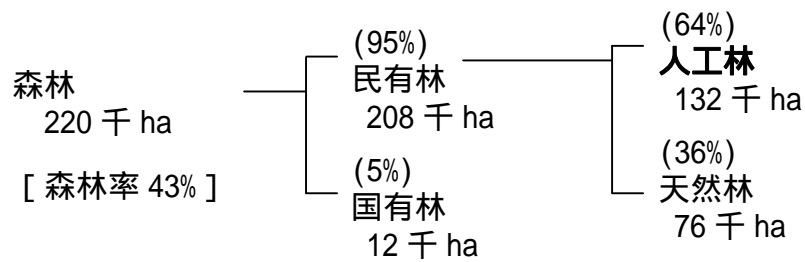 森林
220 千 ha
[ 森林率 43% ]
(95%)
民有林
208 千 ha
(5%)
国有林
12 千 ha
(64%)
人工林
132 千 ha
(36%)
天然林
76 千 ha